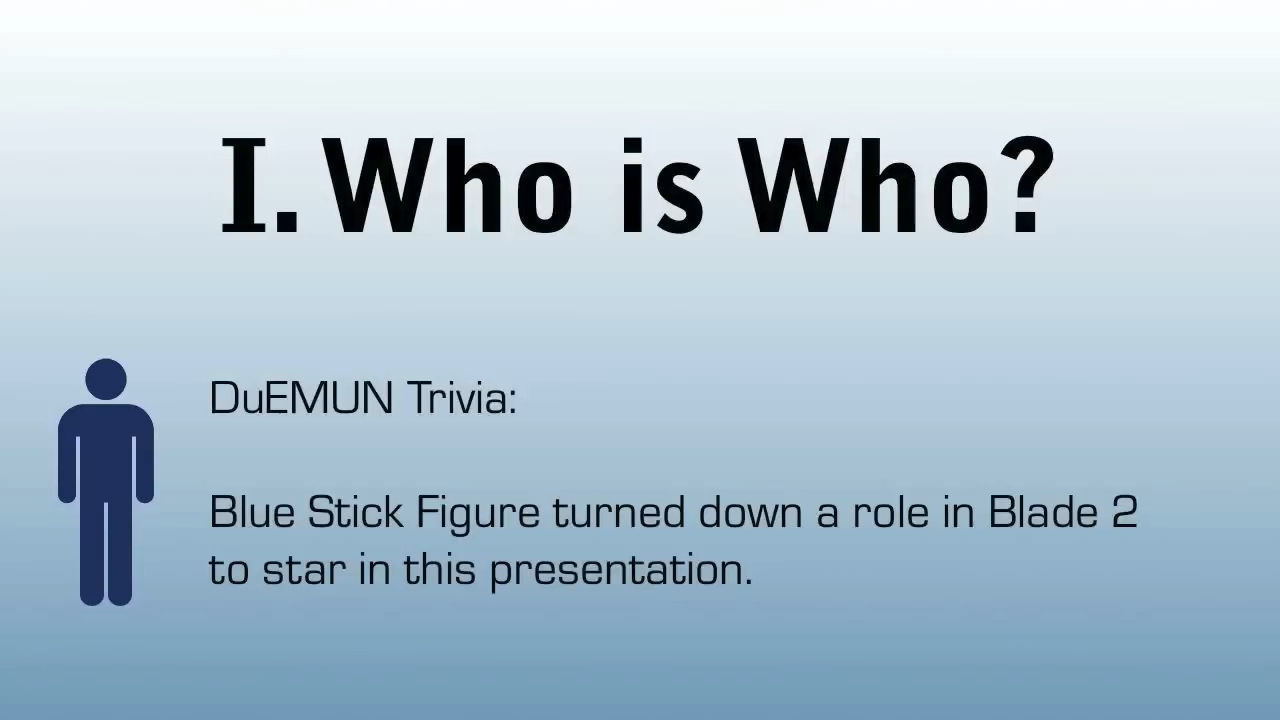 I. Who is Who?
DuEMUN Trivia:
Blue Stick Figure turned down a role in Blade 2
to star in this presentation.